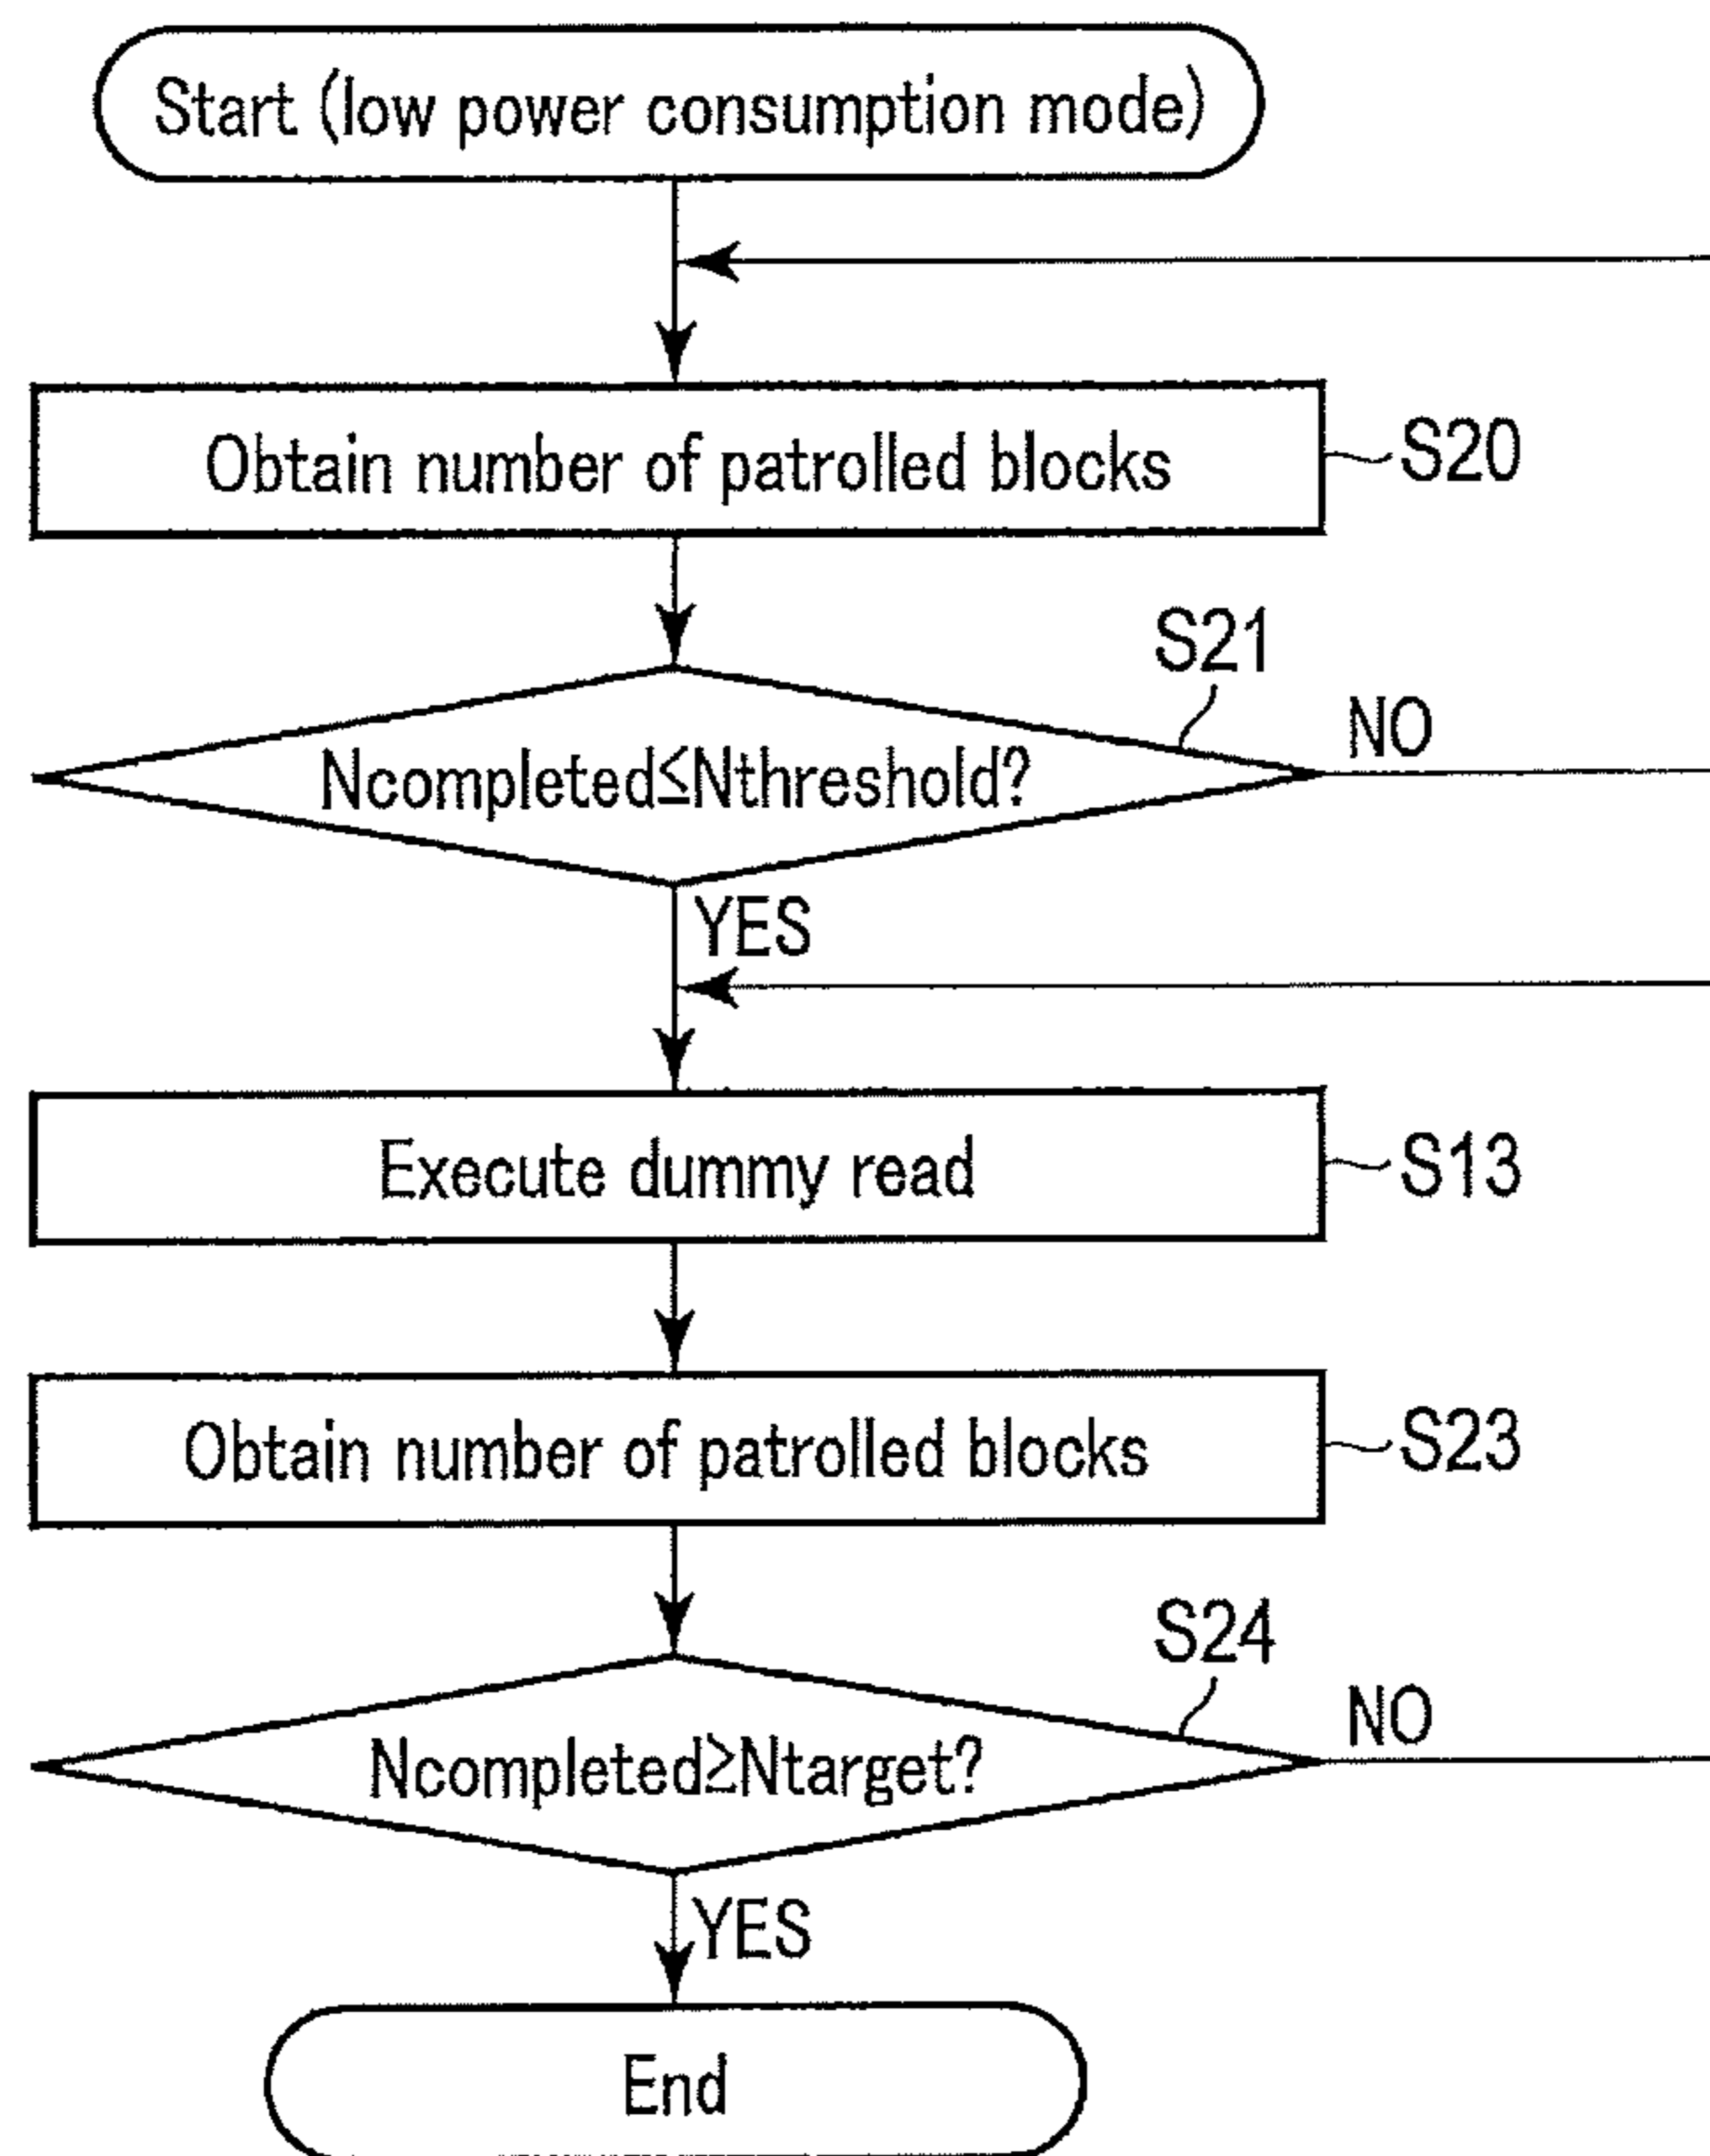 Start (low power consumption mode)
Obtain number of patrolled blocks
S20
S21
Ncompleted≤Nthreshold?
NO
YES
Execute dummy read
S13
Obtain number of patrolled blocks
S23
S24
Ncompleted≥Ntarget?
NO
YES
End